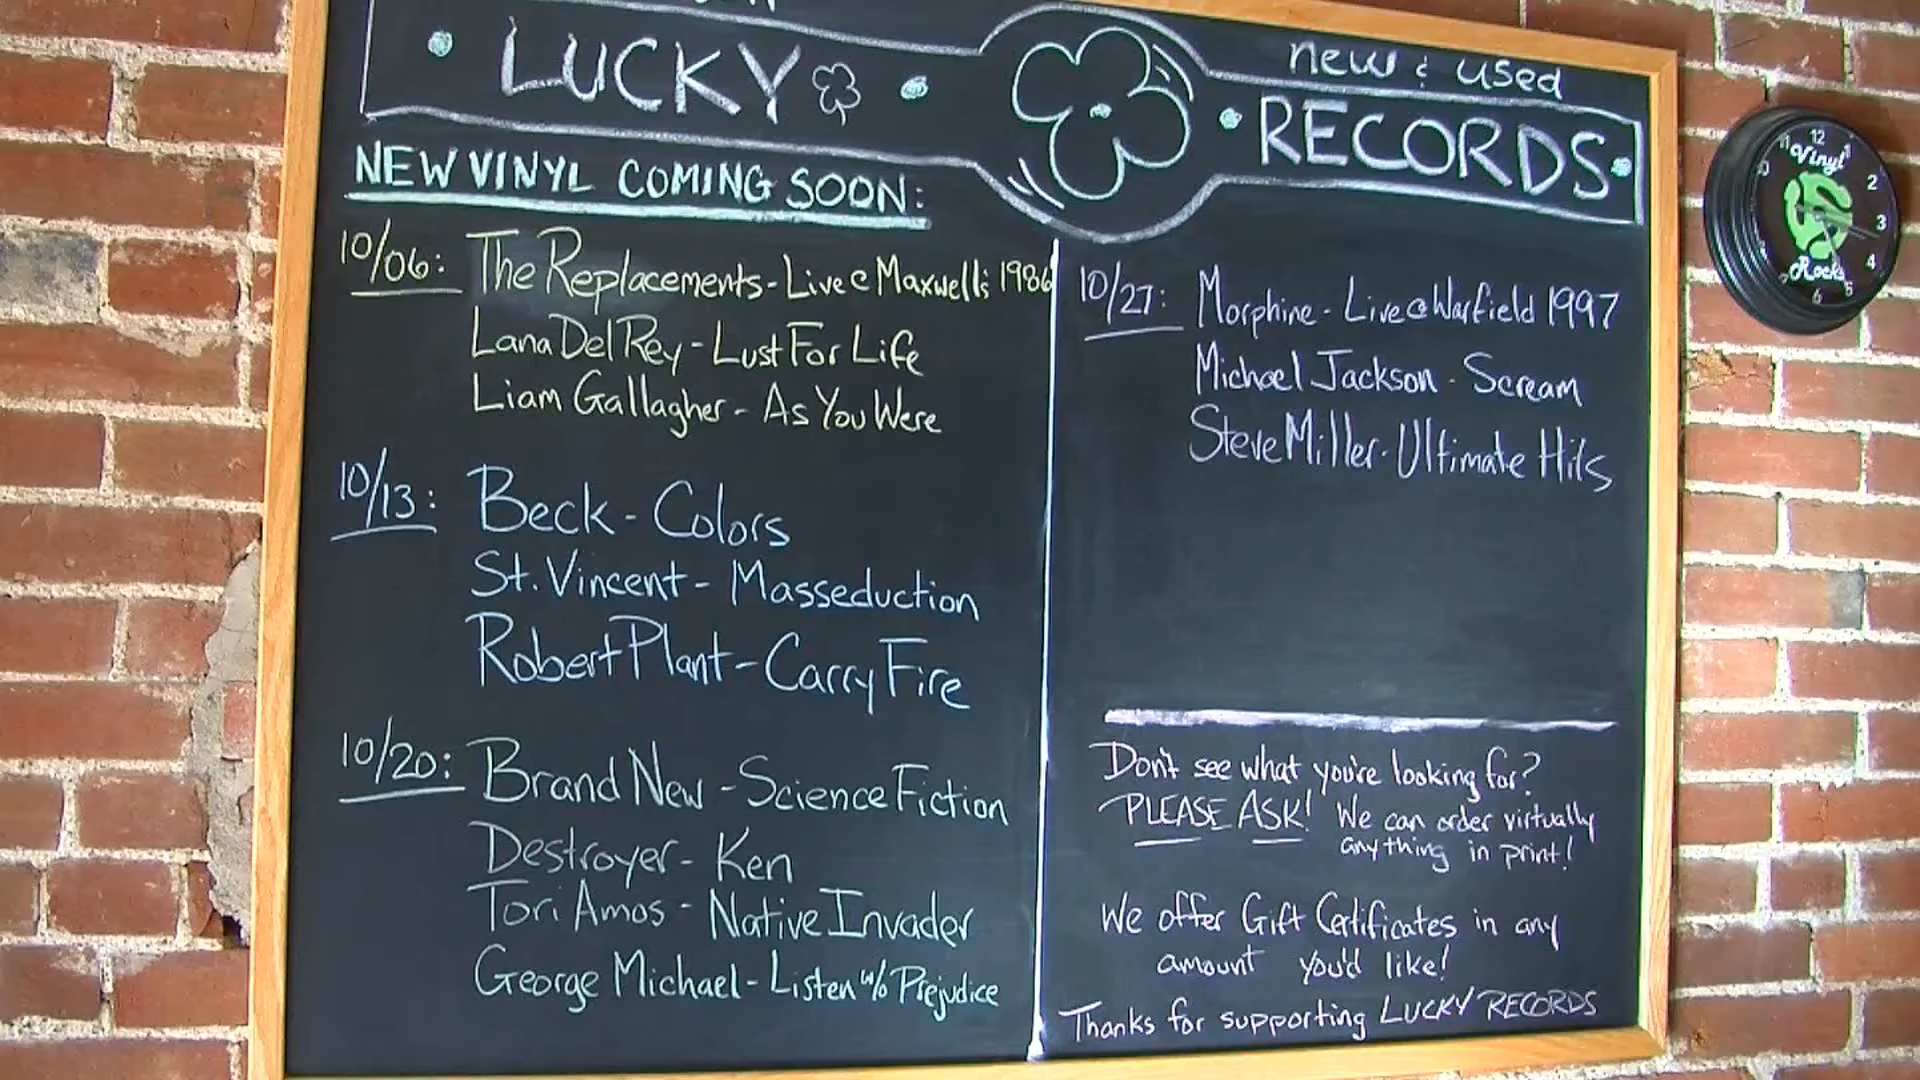 LUCKY
new & used
RECORDS
NEW VINYL COMING SOON:
10/06: The Replacements - Live @ Maxwell's 1986
Lana Del Rey - Lust For Life
Liam Gallagher - As You Were
10/13: Beck - Colors
St. Vincent - Masseduction
Robert Plant - Carry Fire
10/20: Brand New - Science Fiction
Destroyer - Ken
Tori Amos - Native Invader
George Michael - Listen w/o Prejudice
10/27: Morphine - Live @ Warfield 1997
Michael Jackson - Scream
Steve Miller - Ultimate Hits
Don't see what you're looking for?
PLEASE ASK! We can order virtually
anything in print!
We offer Gift Certificates in any
amount you'd like!
Thanks for supporting LUCKY RECORDS
Vinyl
Rocks
12
1
2
3
4
5
6